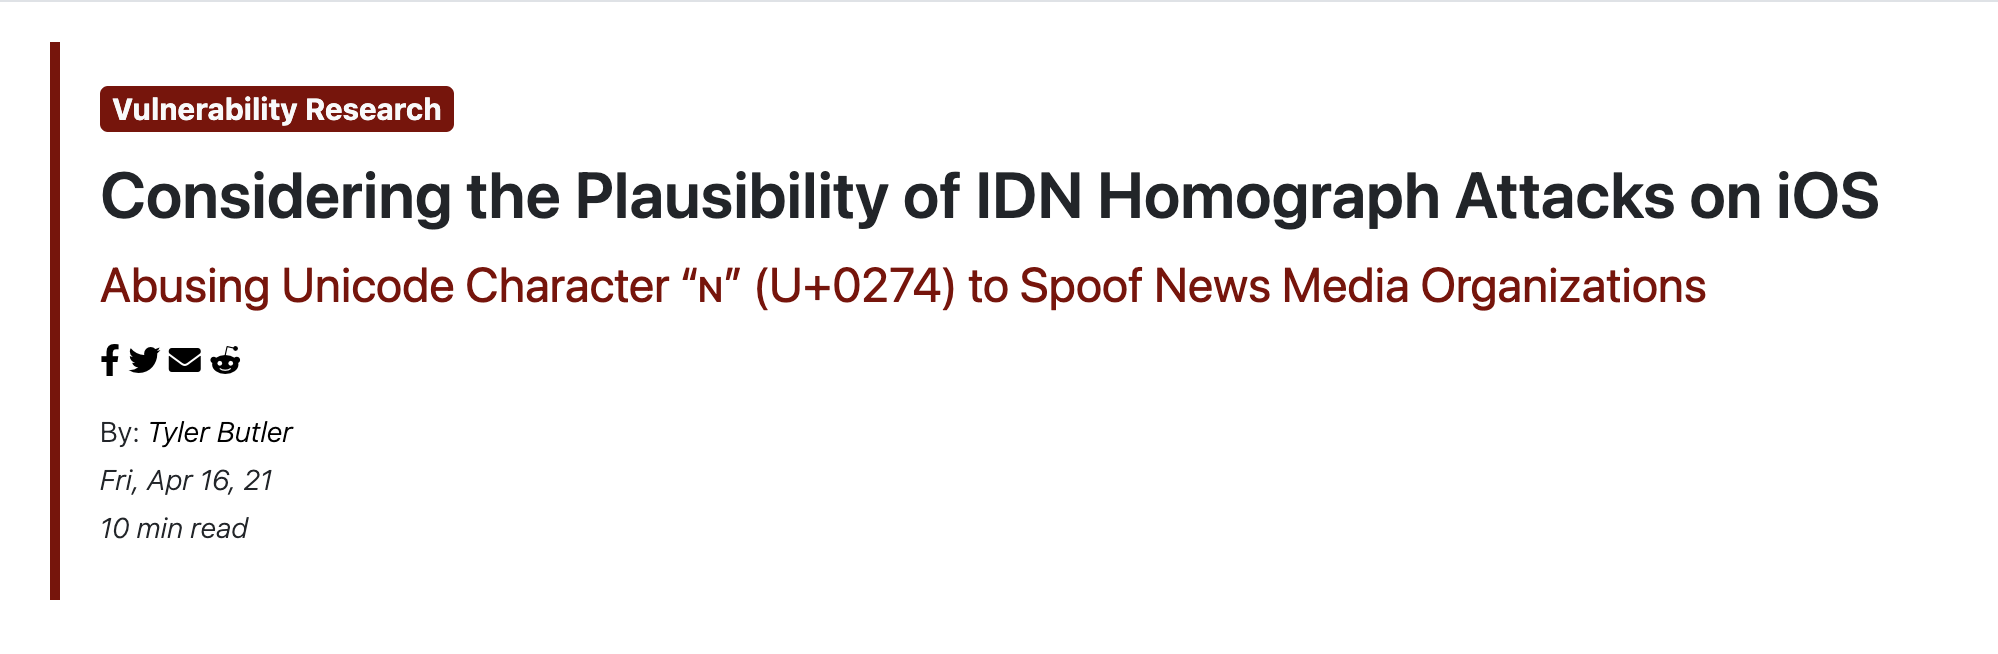 Vulnerability Research
Considering the Plausibility of IDN Homograph Attacks on iOS
Abusing Unicode Character “ɴ” (U+0274) to Spoof News Media Organizations
By: Tyler Butler
Fri, Apr 16, 21
10 min read